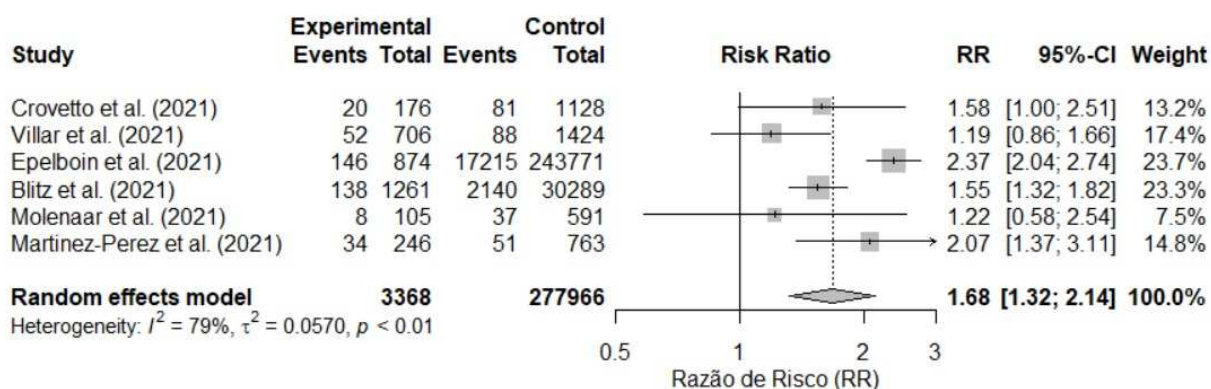 Experimental Control
Study Events Total Events Total Risk Ratio RR 95%-CI Weight
Crovetto et al. (2021) 20 176 81 1128 1.58 [1.00; 2.51] 13.2%
Villar et al. (2021) 52 706 88 1424 1.19 [0.86; 1.66] 17.4%
Epelboin et al. (2021) 146 874 17215 243771 2.37 [2.04; 2.74] 23.7%
Blitz et al. (2021) 138 1261 2140 30289 1.55 [1.32; 1.82] 23.3%
Molenaar et al. (2021) 8 105 37 591 1.22 [0.58; 2.54] 7.5%
Martinez-Perez et al. (2021) 34 246 51 763 2.07 [1.37; 3.11] 14.8%
Random effects model 3368 277966 1.68 [1.32; 2.14] 100.0%
Heterogeneity: I² = 79%, τ² = 0.0570, p < 0.01
0.5 1 2 3
Razão de Risco (RR)